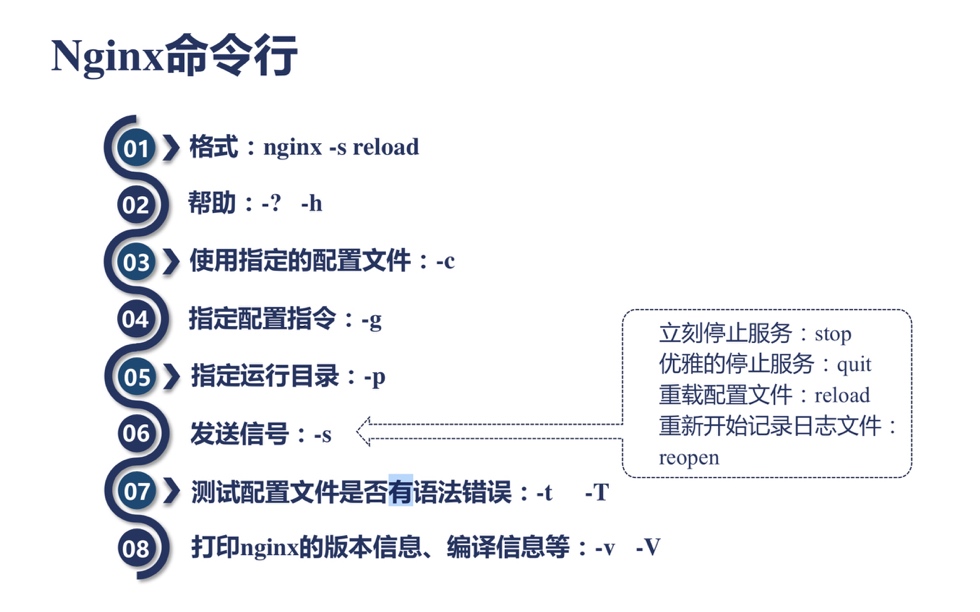 Nginx命令行
01 格式：nginx -s reload
02 帮助：-? -h
03 使用指定的配置文件：-c
04 指定配置指令：-g
05 指定运行目录：-p
06 发送信号：-s
立刻停止服务：stop
优雅的停止服务：quit
重载配置文件：reload
重新开始记录日志文件：
reopen
07 测试配置文件是否有语法错误：-t -T
08 打印nginx的版本信息、编译信息等：-v -V